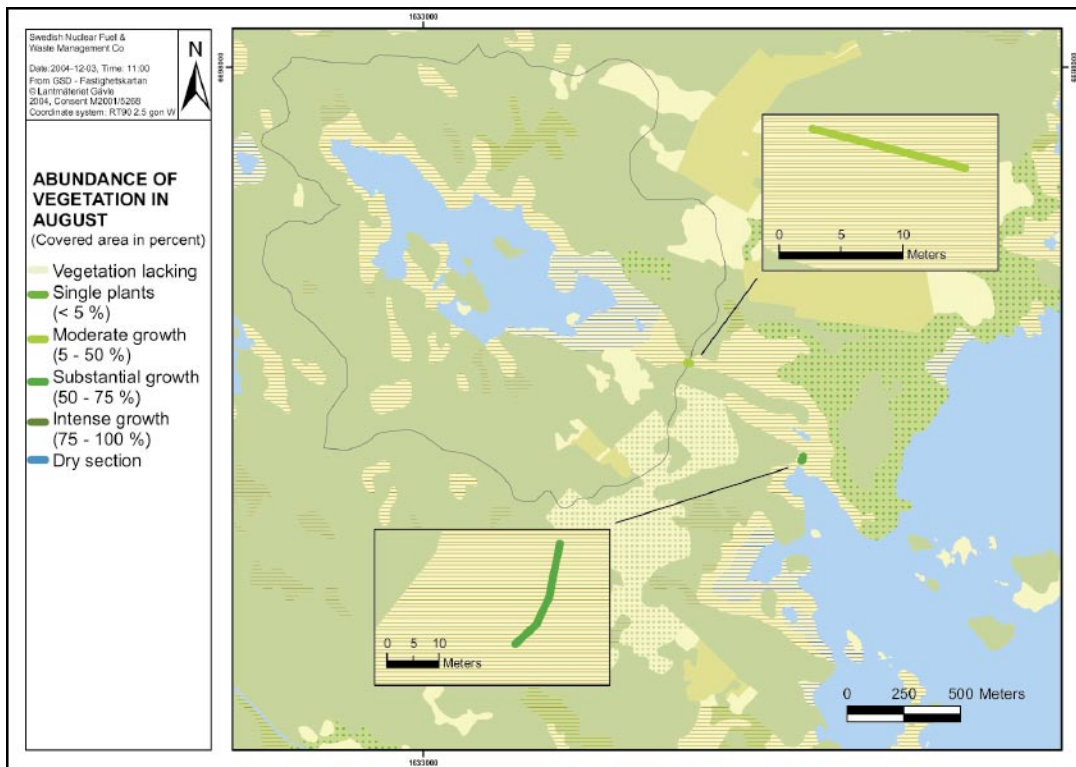 1633000
Swedish Nuclear Fuel &
Waste Management Co
Date:2004-12-03, Time: 11:00
From GSD - Fastighetskartan
© Lantmäteriet Gävle
2004, Consent M2001/5268
Coordinate system: RT90 2.5 gon W
N
ABUNDANCE OF
VEGETATION IN
AUGUST
(Covered area in percent)
Vegetation lacking
Single plants
(< 5 %)
Moderate growth
(5 - 50 %)
Substantial growth
(50 - 75 %)
Intense growth
(75 - 100 %)
Dry section
0 5 10
Meters
0 5 10
Meters
0 250 500 Meters
1633000